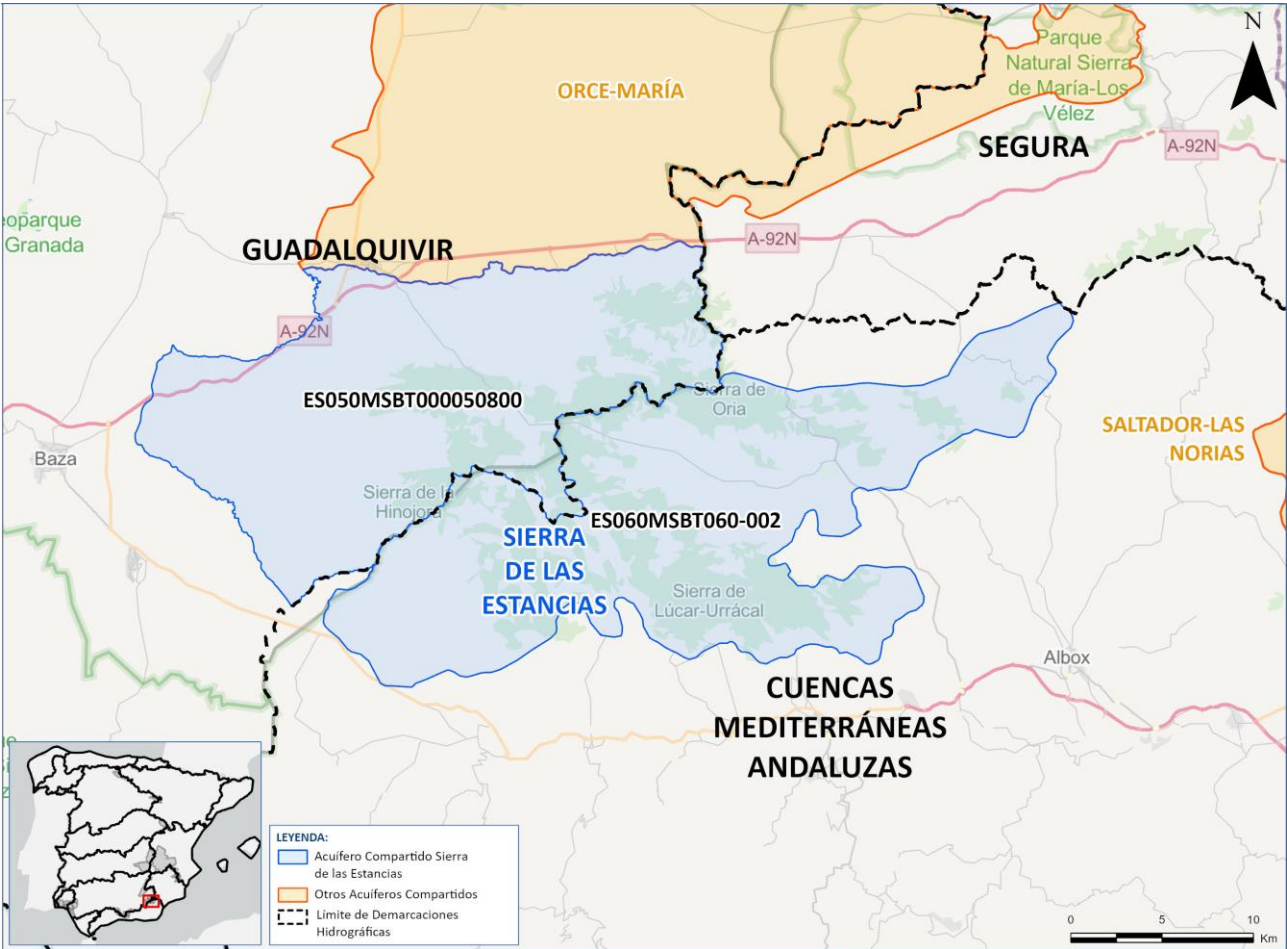 N
Parque
Natural Sierra
de María-Los
Vélez
ORCE-MARÍA
SEGURA
A-92N
eoparque
Granada
A-92N
GUADALQUIVIR
A-92N
ES050MSBT000050800
Sierra de
Oria
SALTADOR-LAS
NORIAS
Baza
Sierra de la
Hinojora
ES060MSBT060-002
SIERRA
DE LAS
ESTANCIAS
Sierra de
Lúcar-Urrácal
Albox
CUENCAS
MEDITERRÁNEAS
ANDALUZAS
LEYENDA:
Acuífero Compartido Sierra
de las Estancias
Otros Acuíferos Compartidos
Límite de Demarcaciones
Hidrográficas
0 5 10
Km